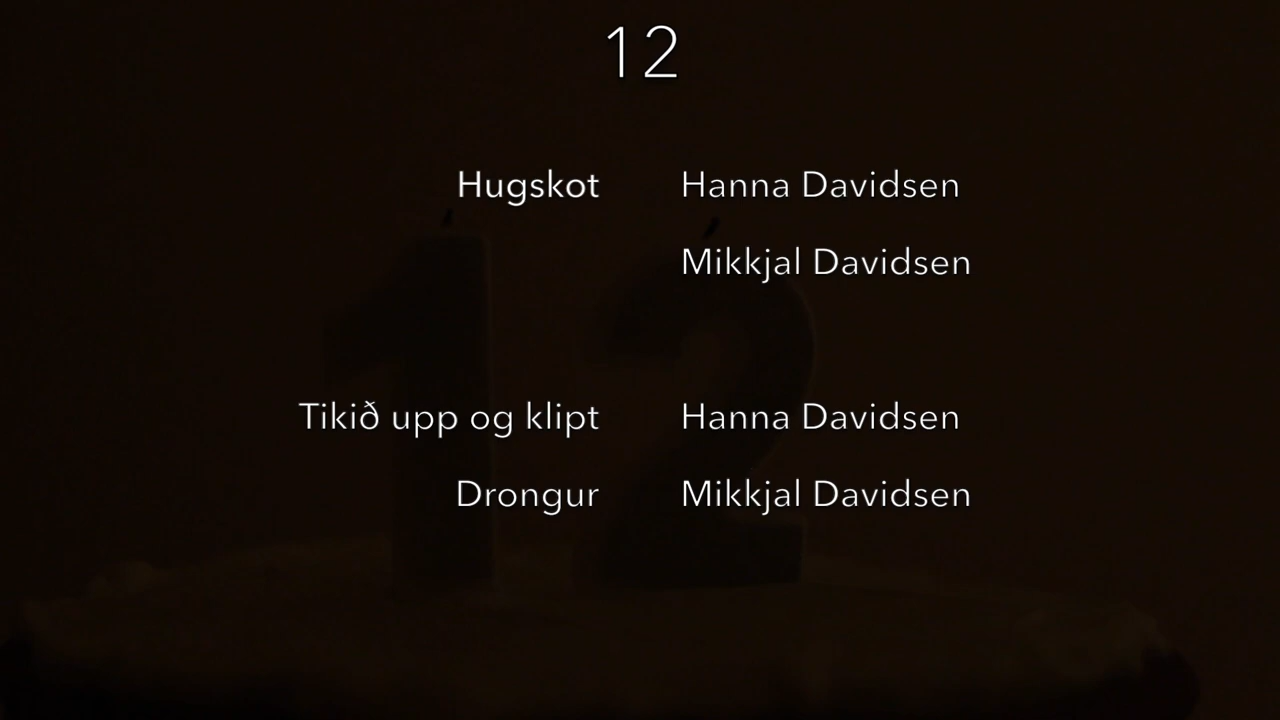 12
Hugskot Hanna Davidsen
Mikkjal Davidsen
Tikið upp og klipt Hanna Davidsen
Drongur Mikkjal Davidsen